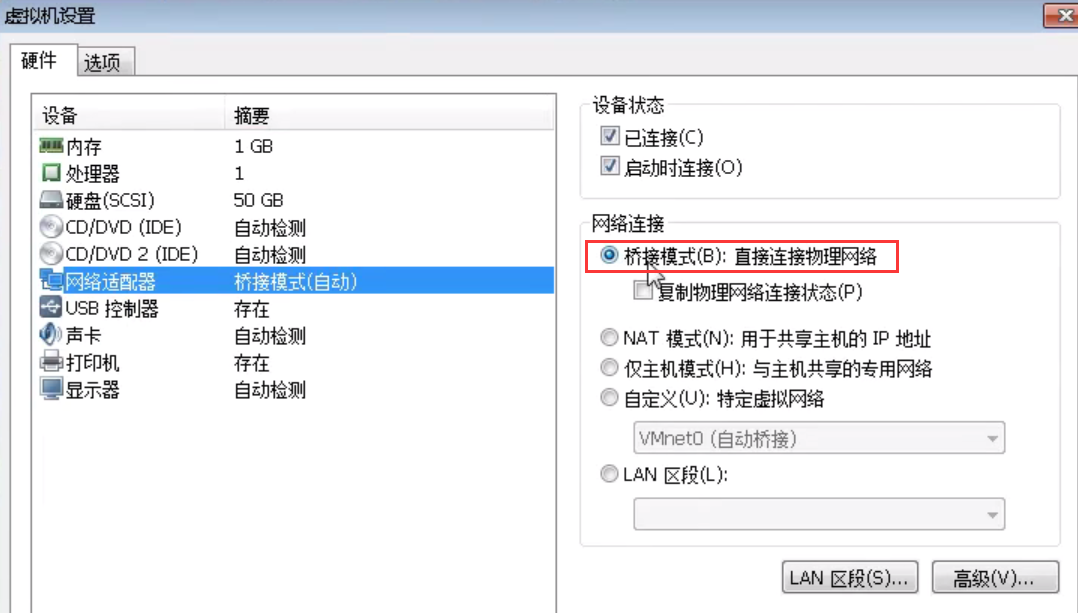 虚拟机设置
硬件 选项
设备 摘要
内存 1 GB
处理器 1
硬盘(SCSI) 50 GB
CD/DVD (IDE) 自动检测
CD/DVD 2 (IDE) 自动检测
网络适配器 桥接模式(自动)
USB 控制器 存在
声卡 自动检测
打印机 存在
显示器 自动检测
设备状态
已连接(C)
启动时连接(O)
网络连接
桥接模式(B): 直接连接物理网络
复制物理网络连接状态(P)
NAT 模式(N): 用于共享主机的 IP 地址
仅主机模式(H): 与主机共享的专用网络
自定义(U): 特定虚拟网络
VMnet0 (自动桥接)
LAN 区段(L):
LAN 区段(S)... 高级(V)...